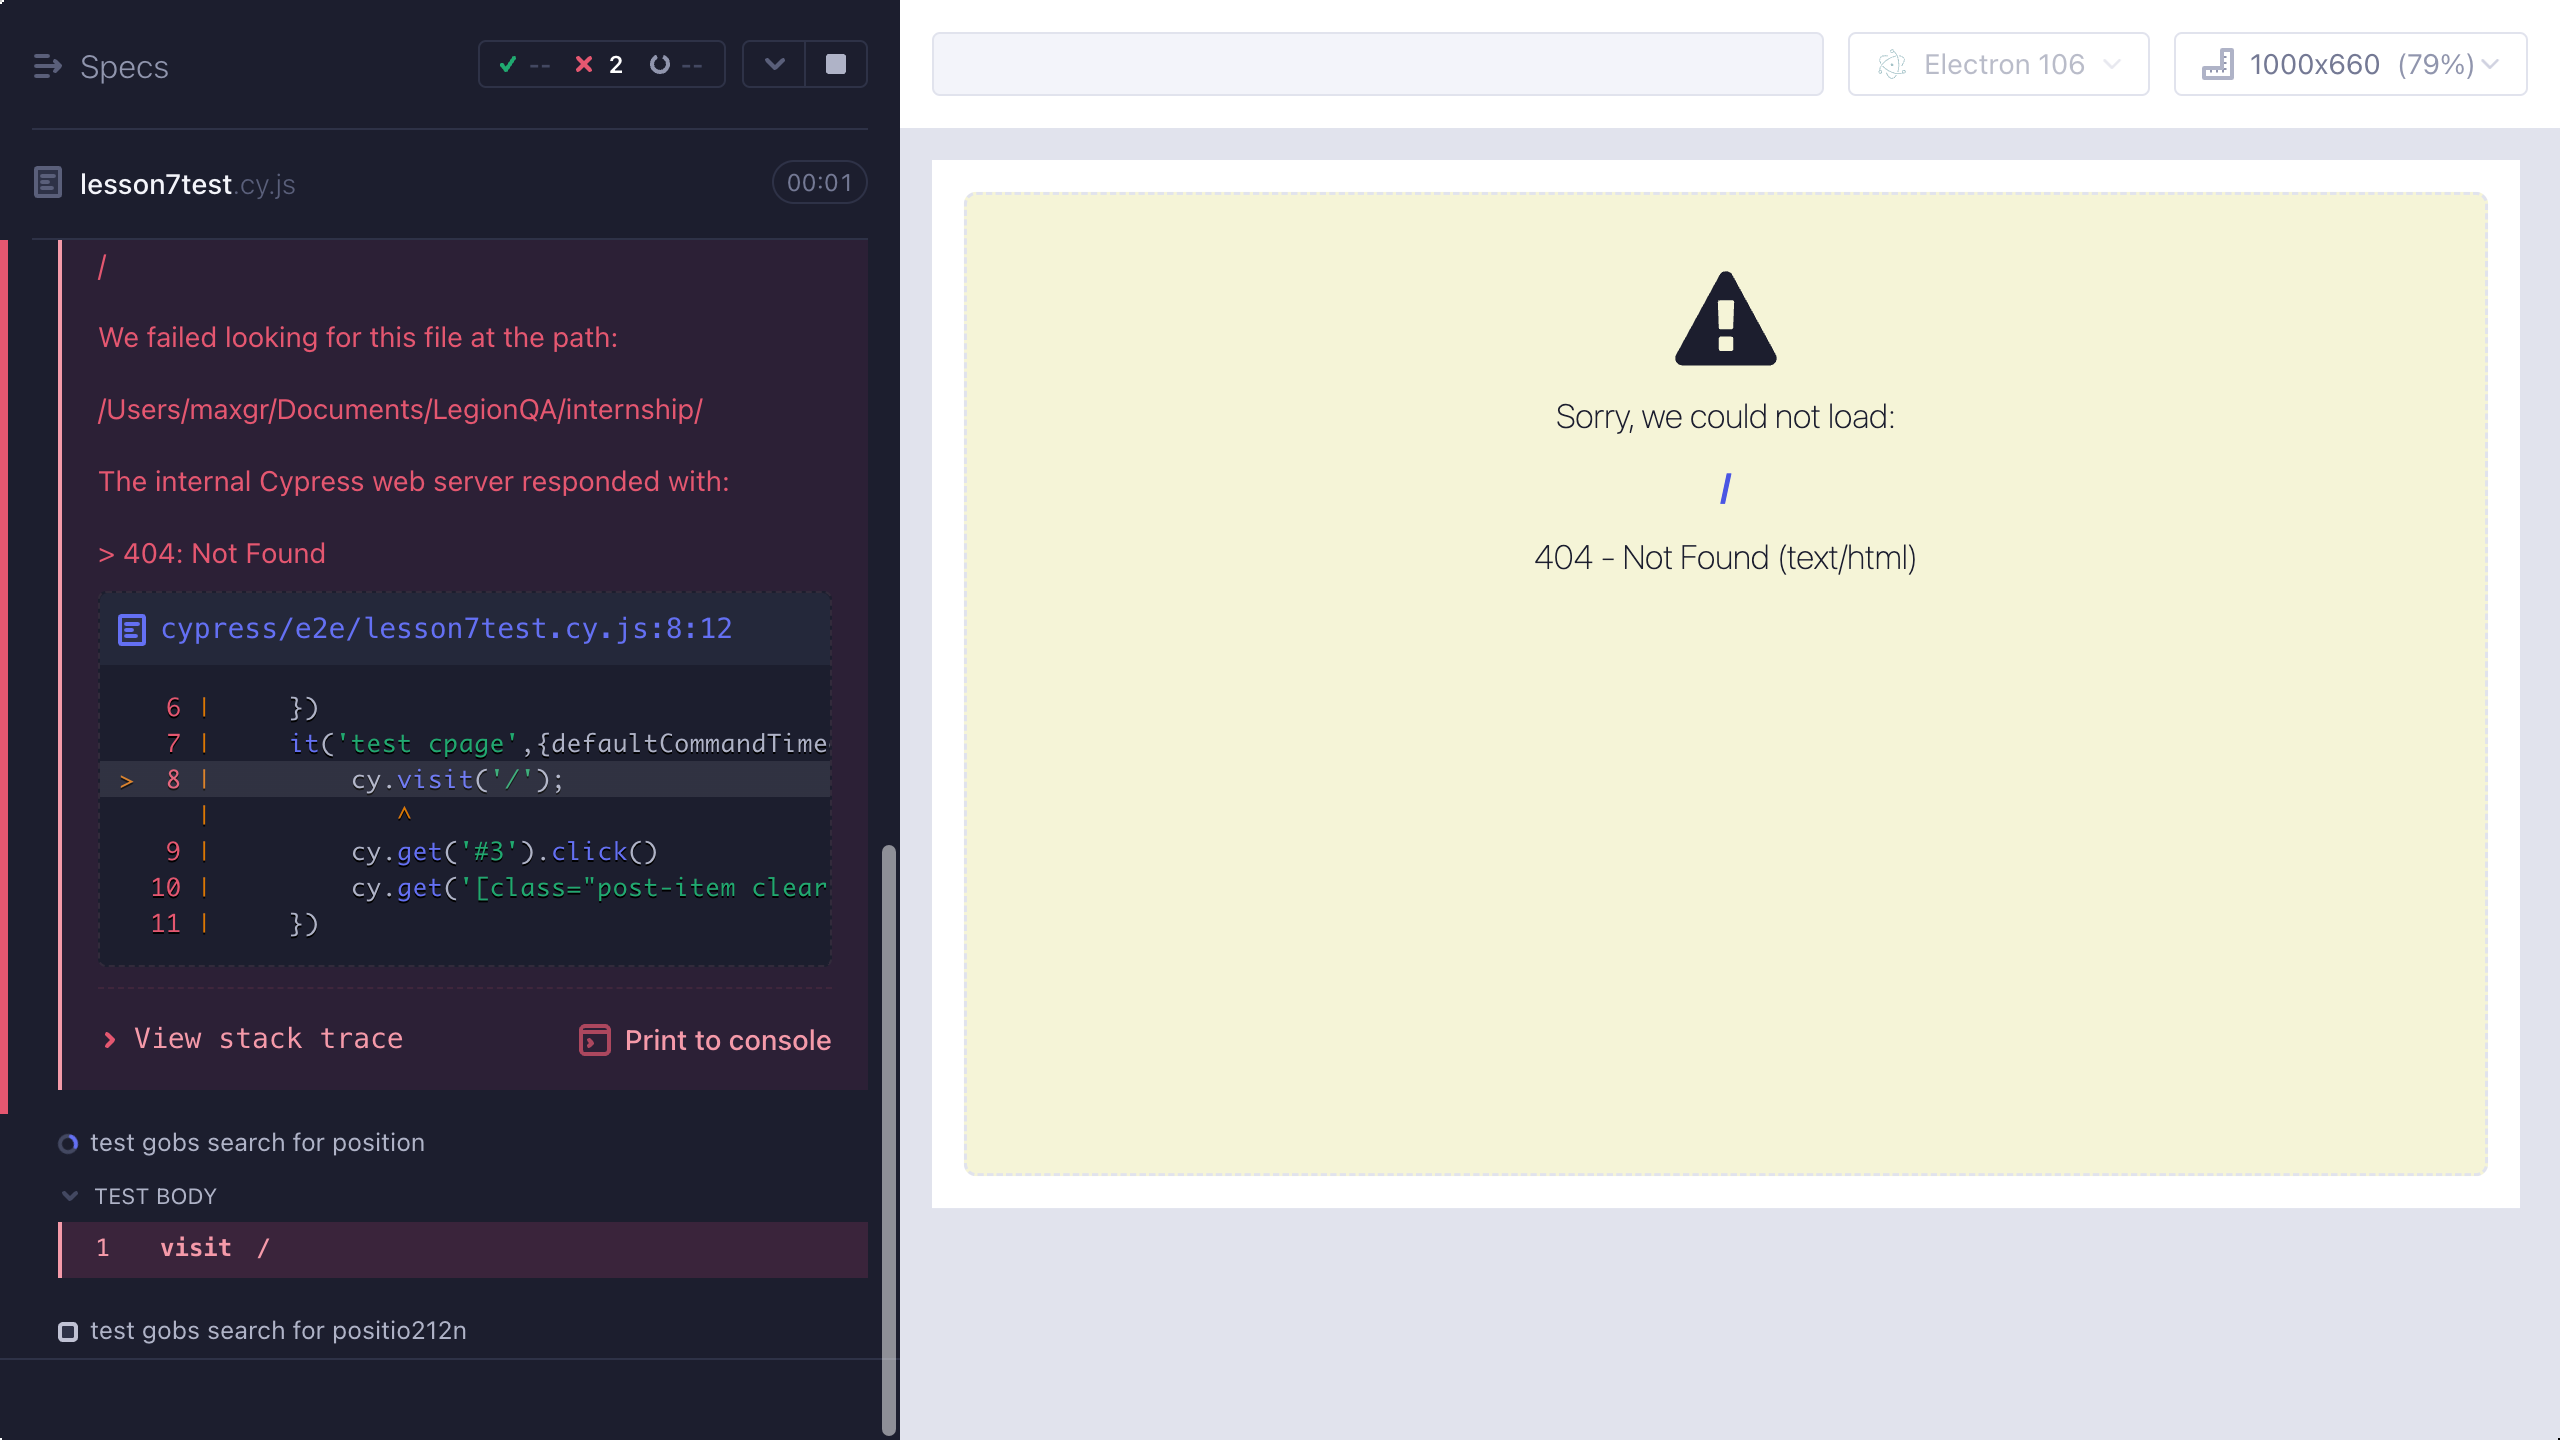 Specs
-- 2 --
lesson7test.cy.js
00:01
/
We failed looking for this file at the path:
/Users/maxgr/Documents/LegionQA/internship/
The internal Cypress web server responded with:
> 404: Not Found
cypress/e2e/lesson7test.cy.js:8:12
6 | })
7 | it('test cpage',{defaultCommandTime
> 8 | cy.visit('/');
| ^
9 | cy.get('#3').click()
10 | cy.get('[class="post-item clear
11 | })
View stack trace
Print to console
test gobs search for position
TEST BODY
1 visit /
test gobs search for positio212n
Electron 106
1000x660 (79%)
Sorry, we could not load:
/
404 - Not Found (text/html)